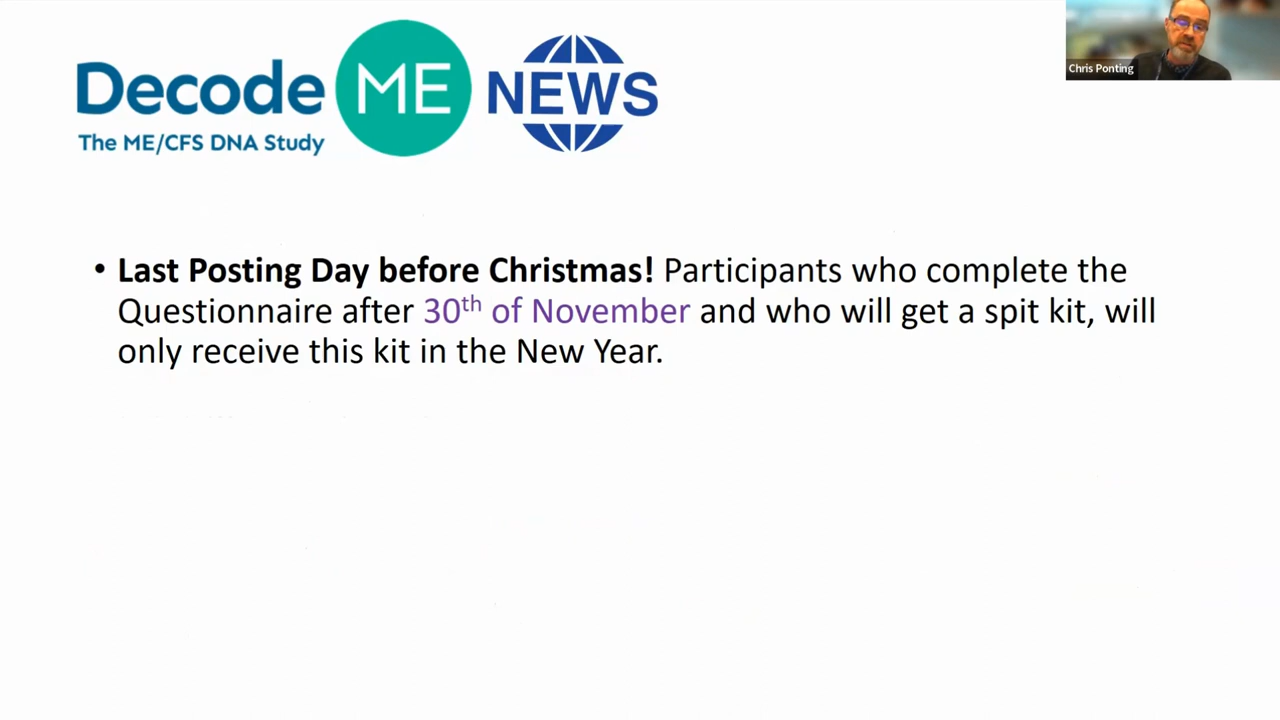 Decode ME NEWS
The ME/CFS DNA Study
Chris Ponting
• Last Posting Day before Christmas! Participants who complete the
Questionnaire after 30th of November and who will get a spit kit, will
only receive this kit in the New Year.